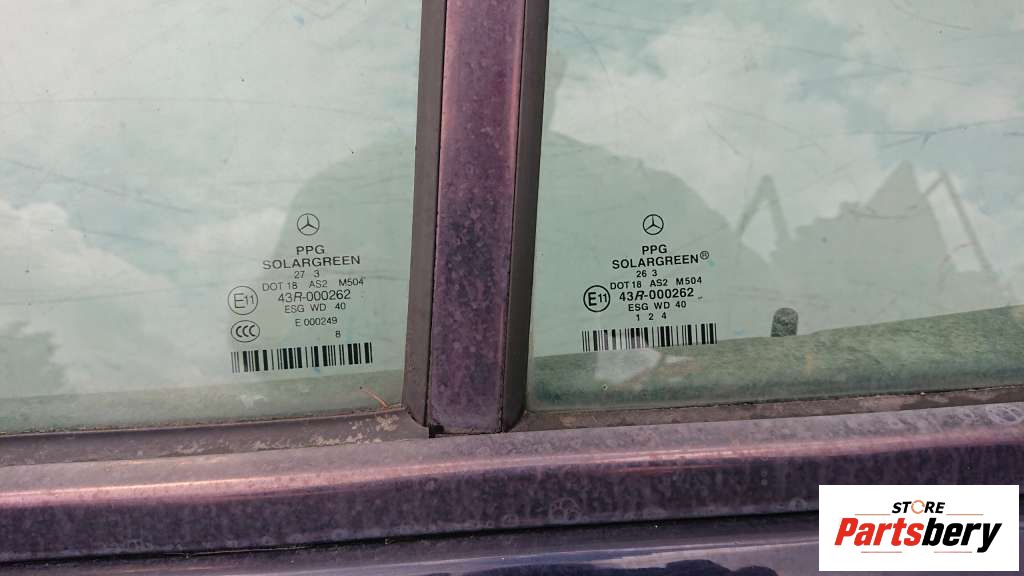 PPG
SOLARGREEN
27 3
DOT 18 AS2 M504
E11 43R-000262
ESG WD 40
CCC E 000249
8
PPG
SOLARGREEN®
26 3
DOT 18 AS2 M504
E11 43R-000262
ESG WD 40
1 2 4
STORE
Partsbery